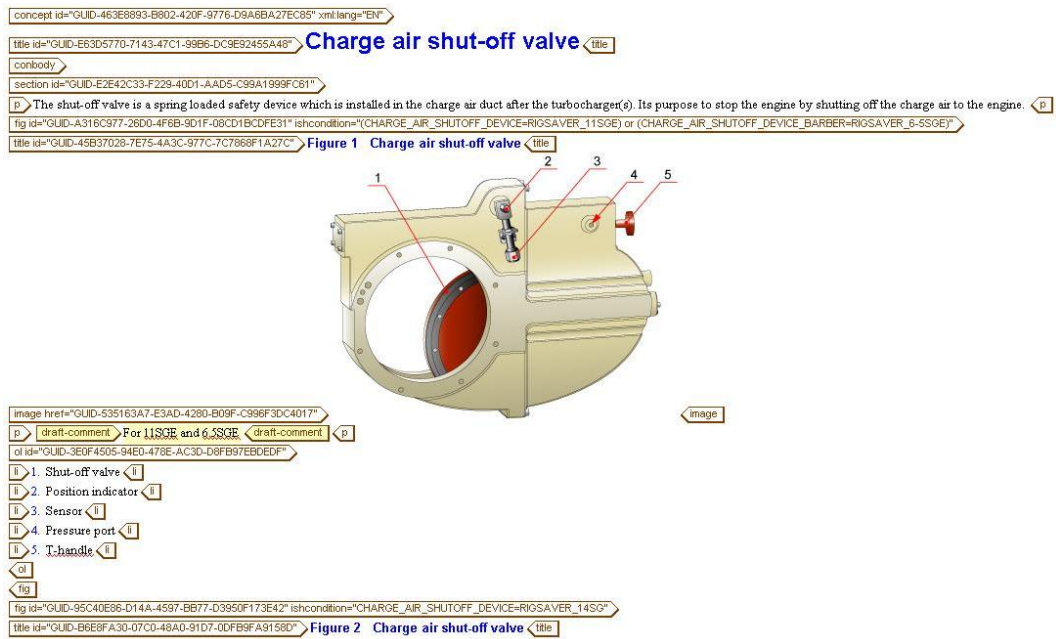 concept id="GUID-463E8893-B802-420F-9776-D9A6BA27EC85" xml:lang="EN"
title id="GUID-E63D5770-7143-47C1-99B6-DC9E92455A48" Charge air shut-off valve title
conbody
section id="GUID-E2E42C33-F229-40D1-AAD5-C99A1999FC61"
p The shut-off valve is a spring loaded safety device which is installed in the charge air duct after the turbocharger(s). Its purpose to stop the engine by shutting off the charge air to the engine. p
fig id="GUID-A316C977-26D0-4F6B-9D1F-08CD1BCDFE31" ishcondition="(CHARGE_AIR_SHUTOFF_DEVICE=RIGSAVER_11SGE) or (CHARGE_AIR_SHUTOFF_DEVICE_BARBER=RIGSAVER_6-5SGE)"
title id="GUID-45B37028-7E75-4A3C-977C-7C7868F1A27C" Figure 1 Charge air shut-off valve title
1 2 3 4 5
image href="GUID-535163A7-E3AD-4280-B09F-C996F3DC4017" image
p draft-comment For 11SGE and 6.5SGE draft-comment p
ol id="GUID-3E0F4505-94E0-478E-AC3D-D8FB97EBDEDF"
li 1. Shut-off valve li
li 2. Position indicator li
li 3. Sensor li
li 4. Pressure port li
li 5. T-handle li
ol
fig
fig id="GUID-95C40E86-D14A-4597-BB77-D3950F173E42" ishcondition="CHARGE_AIR_SHUTOFF_DEVICE=RIGSAVER_14SG"
title id="GUID-B6E8FA30-07C0-48A0-91D7-0DFB9FA9158D" Figure 2 Charge air shut-off valve title